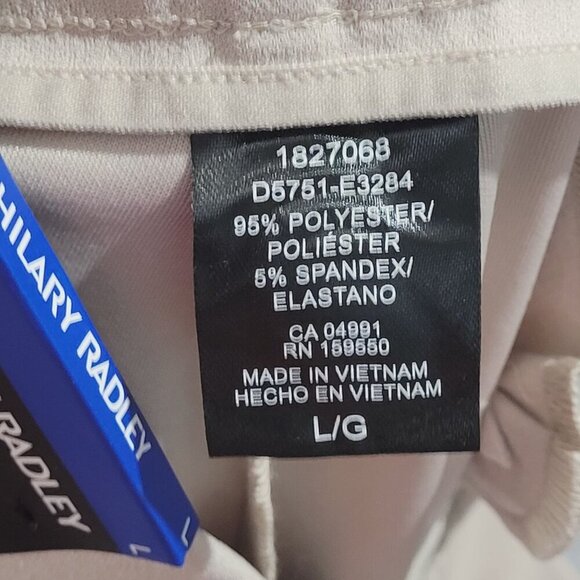 1827068
D5751-E3284
95% POLYESTER/
POLIÉSTER
5% SPANDEX/
ELASTANO
CA 04991
RN 159550
MADE IN VIETNAM
HECHO EN VIETNAM
L/G
HILARY RADLEY
L
RADLEY
L